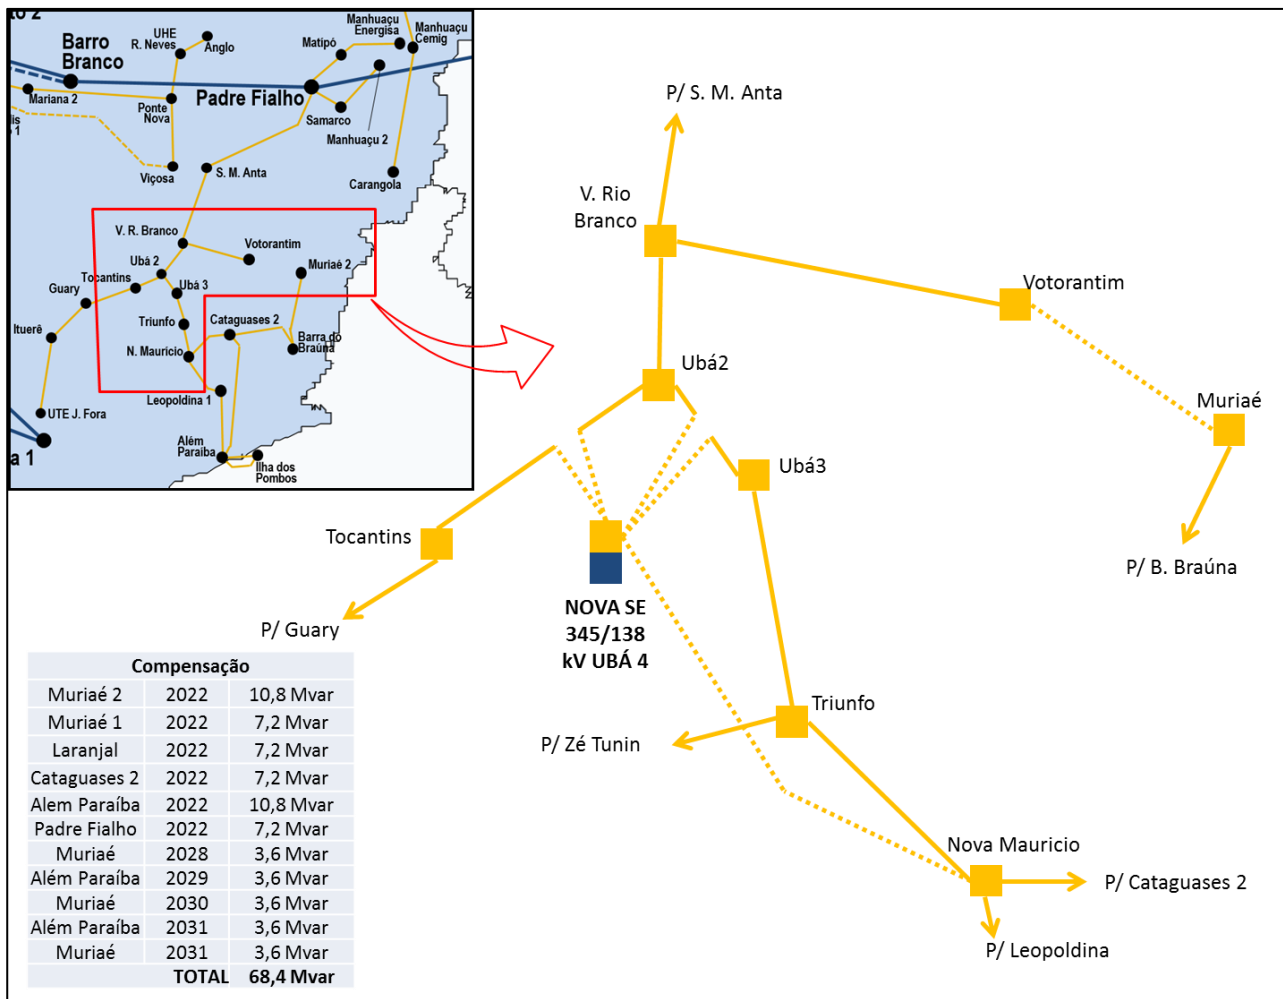 to 2
Barro
Branco
UHE
R. Neves
Anglo
Manhuaçu
Energisa
Manhuaçu
Cemig
Matipó
Mariana 2
Ponte
Nova
Padre Fialho
Samarco
Manhuaçu 2
is
1
Viçosa
S. M. Anta
Carangola
V. R. Branco
Votorantim
Ubá 2
Muriaé 2
Tocantins
Guary
Ubá 3
Ituerê
Triunfo
Cataguases 2
N. Maurício
Barra do
Braúna
Leopoldina 1
UTE J. Fora
a 1
Além
Paraíba
Ilha dos
Pombos
P/ S. M. Anta
V. Rio
Branco
Votorantim
Ubá2
Muriaé
Ubá3
Tocantins
P/ B. Braúna
NOVA SE
345/138
kV UBÁ 4
P/ Guary
Triunfo
P/ Zé Tunin
Nova Mauricio
P/ Cataguases 2
P/ Leopoldina
Compensação
Muriaé 2 2022 10,8 Mvar
Muriaé 1 2022 7,2 Mvar
Laranjal 2022 7,2 Mvar
Cataguases 2 2022 7,2 Mvar
Alem Paraíba 2022 10,8 Mvar
Padre Fialho 2022 7,2 Mvar
Muriaé 2028 3,6 Mvar
Além Paraíba 2029 3,6 Mvar
Muriaé 2030 3,6 Mvar
Além Paraíba 2031 3,6 Mvar
Muriaé 2031 3,6 Mvar
TOTAL 68,4 Mvar